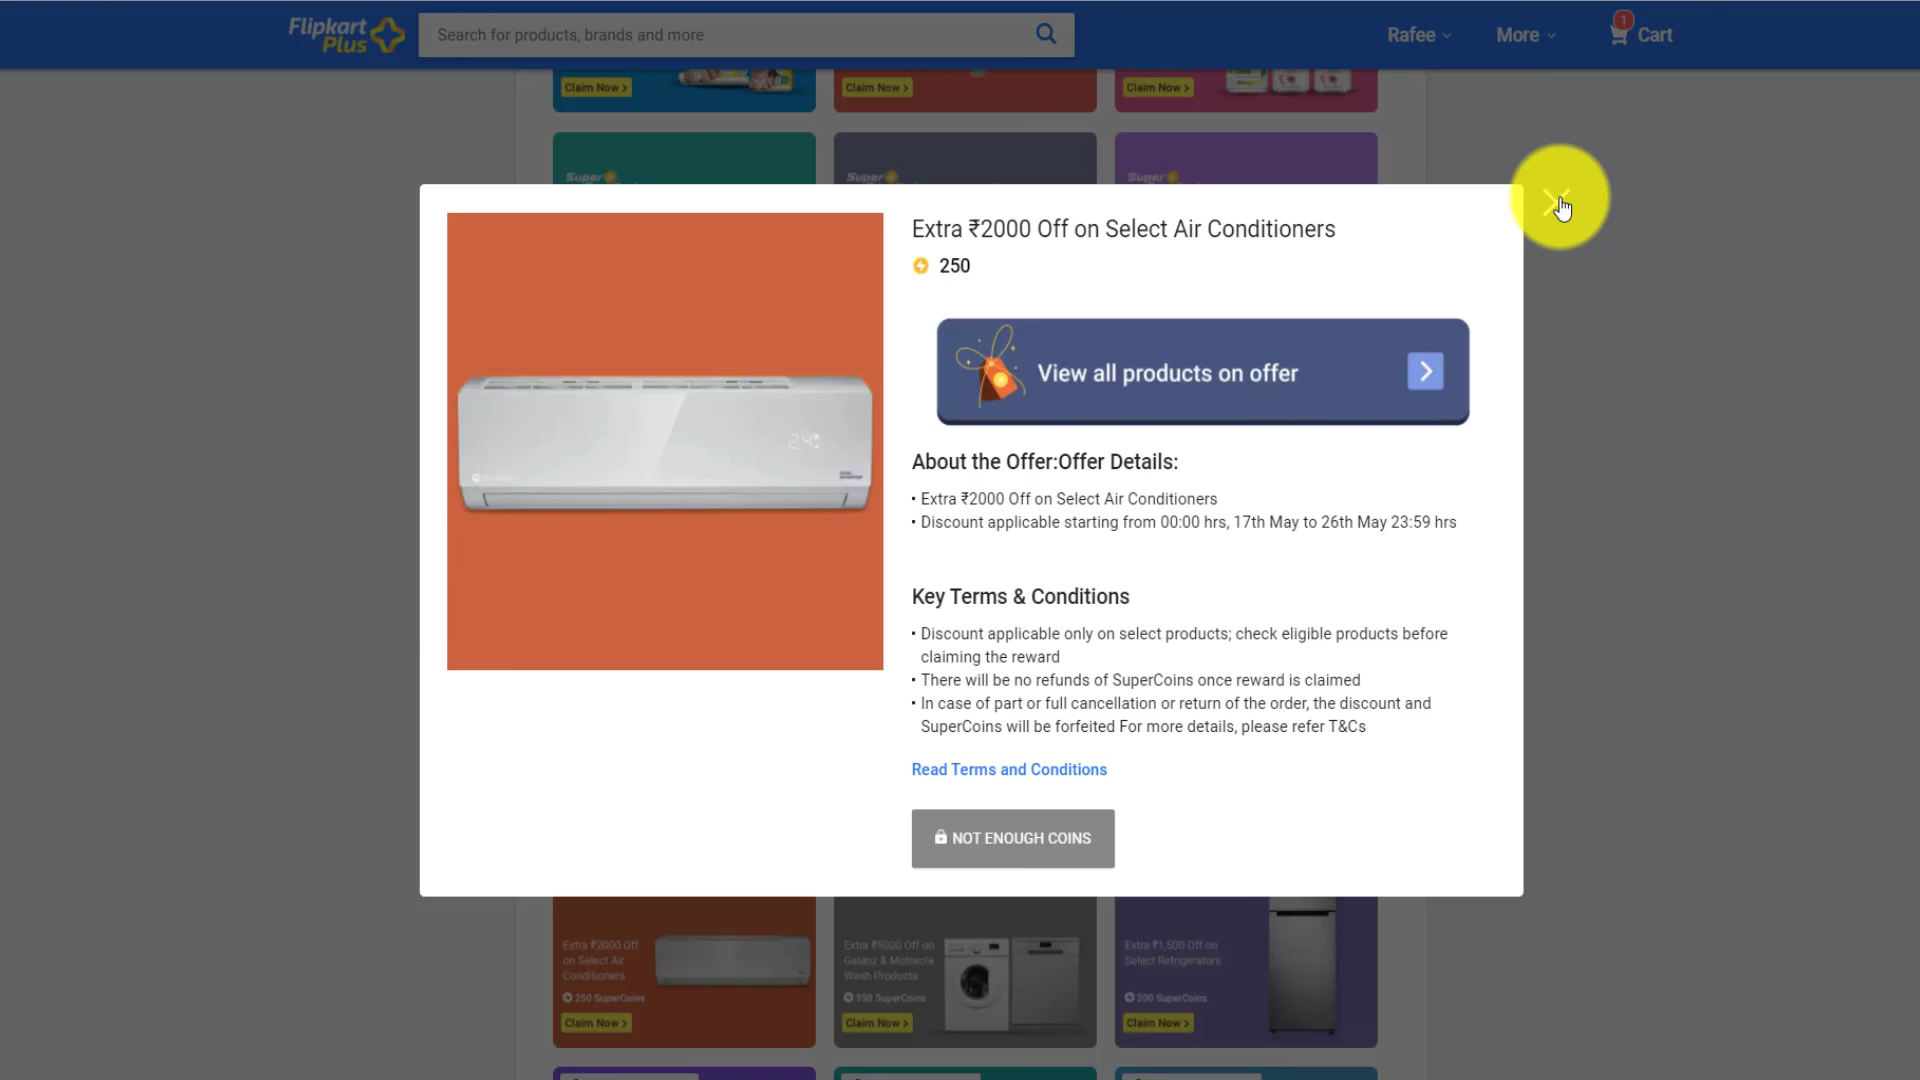 Flipkart
Plus
Search for products, brands and more
Rafee
More
1
Cart
Claim Now >
Claim Now >
Claim Now >
Super
Super
Super
Extra ₹2000 Off on Select Air Conditioners
250
View all products on offer
24
About the Offer:Offer Details:
• Extra ₹2000 Off on Select Air Conditioners
• Discount applicable starting from 00:00 hrs, 17th May to 26th May 23:59 hrs
Key Terms & Conditions
• Discount applicable only on select products; check eligible products before
claiming the reward
• There will be no refunds of SuperCoins once reward is claimed
• In case of part or full cancellation or return of the order, the discount and
SuperCoins will be forfeited For more details, please refer T&Cs
Read Terms and Conditions
NOT ENOUGH COINS
Extra ₹2000 Off
on Select Air
Conditioners
250 SuperCoins
Claim Now >
Extra ₹5000 Off on
Galanz & Motorola
Wash Products
350 SuperCoins
Claim Now >
Extra ₹1,500 Off on
Select Refrigerators
200 SuperCoins
Claim Now >